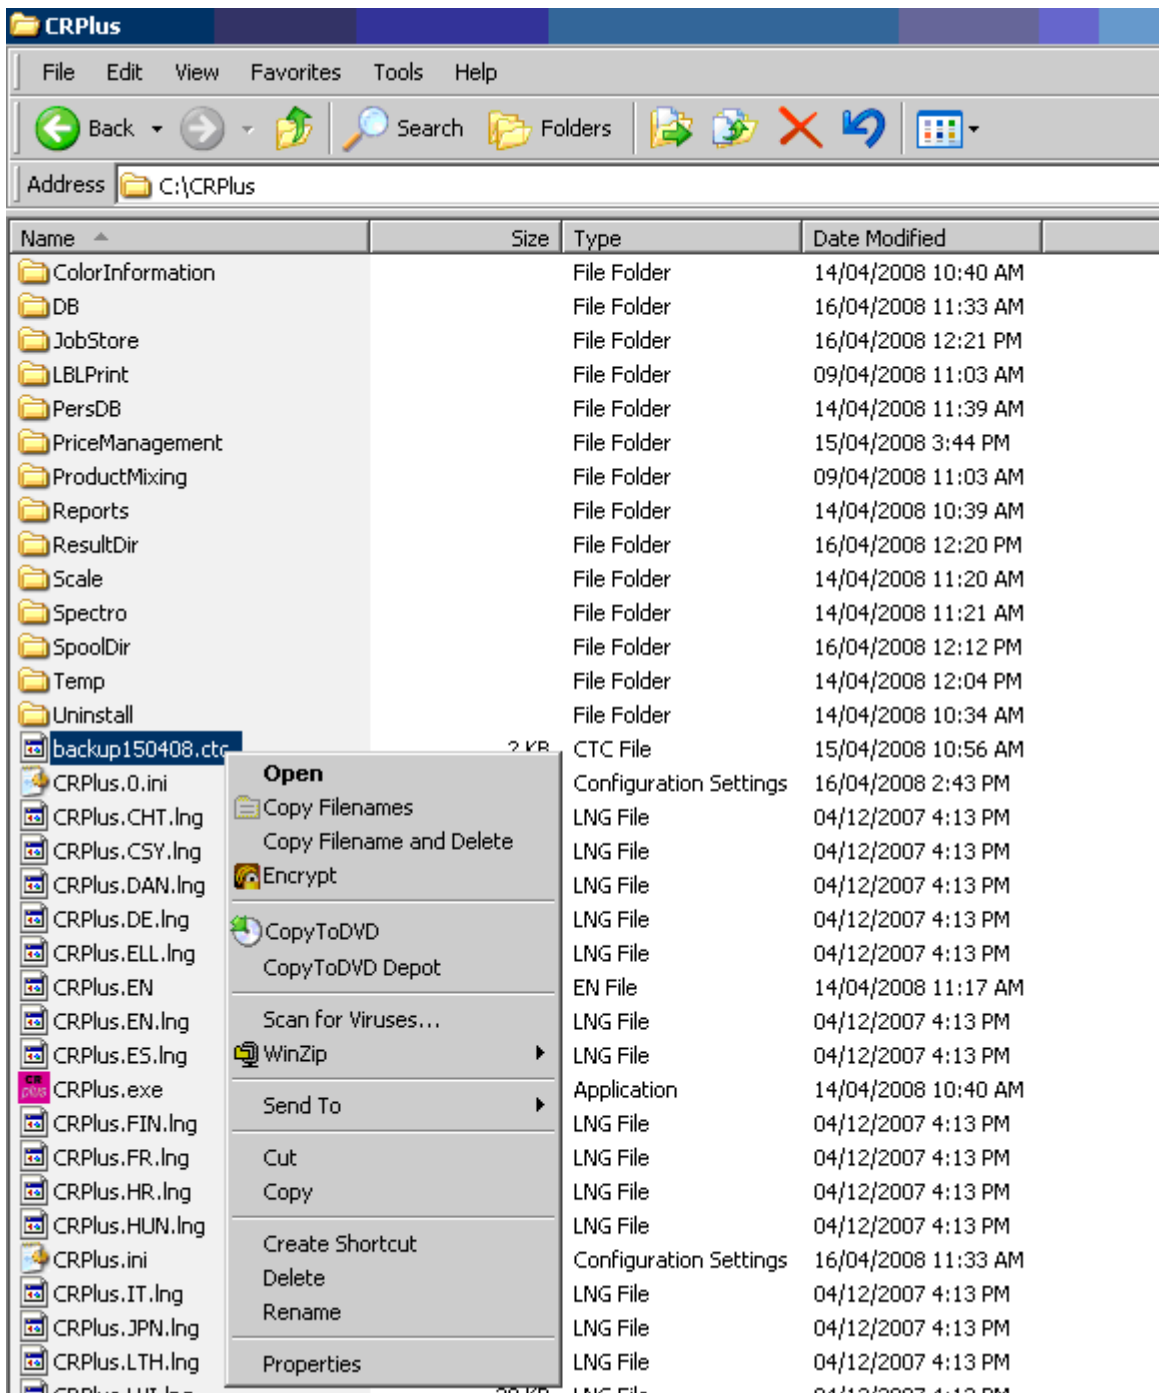 CRPlus
File Edit View Favorites Tools Help
Back Search Folders
Address C:\CRPlus
Name Size Type Date Modified
ColorInformation File Folder 14/04/2008 10:40 AM
DB File Folder 16/04/2008 11:33 AM
JobStore File Folder 16/04/2008 12:21 PM
LBLPrint File Folder 09/04/2008 11:03 AM
PersDB File Folder 14/04/2008 11:39 AM
PriceManagement File Folder 15/04/2008 3:44 PM
ProductMixing File Folder 09/04/2008 11:03 AM
Reports File Folder 14/04/2008 10:39 AM
ResultDir File Folder 16/04/2008 12:20 PM
Scale File Folder 14/04/2008 11:20 AM
Spectro File Folder 14/04/2008 11:21 AM
SpoolDir File Folder 16/04/2008 12:12 PM
Temp File Folder 14/04/2008 12:04 PM
Uninstall File Folder 14/04/2008 10:34 AM
backup150408.ctc 2 KB CTC File 15/04/2008 10:56 AM
CRPlus.0.ini Configuration Settings 16/04/2008 2:43 PM
CRPlus.CHT.lng LNG File 04/12/2007 4:13 PM
CRPlus.CSY.lng LNG File 04/12/2007 4:13 PM
CRPlus.DAN.lng LNG File 04/12/2007 4:13 PM
CRPlus.DE.lng LNG File 04/12/2007 4:13 PM
CRPlus.ELL.lng LNG File 04/12/2007 4:13 PM
CRPlus.EN EN File 14/04/2008 11:17 AM
CRPlus.EN.lng LNG File 04/12/2007 4:13 PM
CRPlus.ES.lng LNG File 04/12/2007 4:13 PM
CR plus CRPlus.exe Application 14/04/2008 10:40 AM
CRPlus.FIN.lng LNG File 04/12/2007 4:13 PM
CRPlus.FR.lng LNG File 04/12/2007 4:13 PM
CRPlus.HR.lng LNG File 04/12/2007 4:13 PM
CRPlus.HUN.lng LNG File 04/12/2007 4:13 PM
CRPlus.ini Configuration Settings 16/04/2008 11:33 AM
CRPlus.IT.lng LNG File 04/12/2007 4:13 PM
CRPlus.JPN.lng LNG File 04/12/2007 4:13 PM
CRPlus.LTH.lng LNG File 04/12/2007 4:13 PM
LNG File 04/12/2007 4:13 PM
Open
Copy Filenames
Copy Filename and Delete
Encrypt
CopyToDVD
CopyToDVD Depot
Scan for Viruses...
WinZip
Send To
Cut
Copy
Create Shortcut
Delete
Rename
Properties